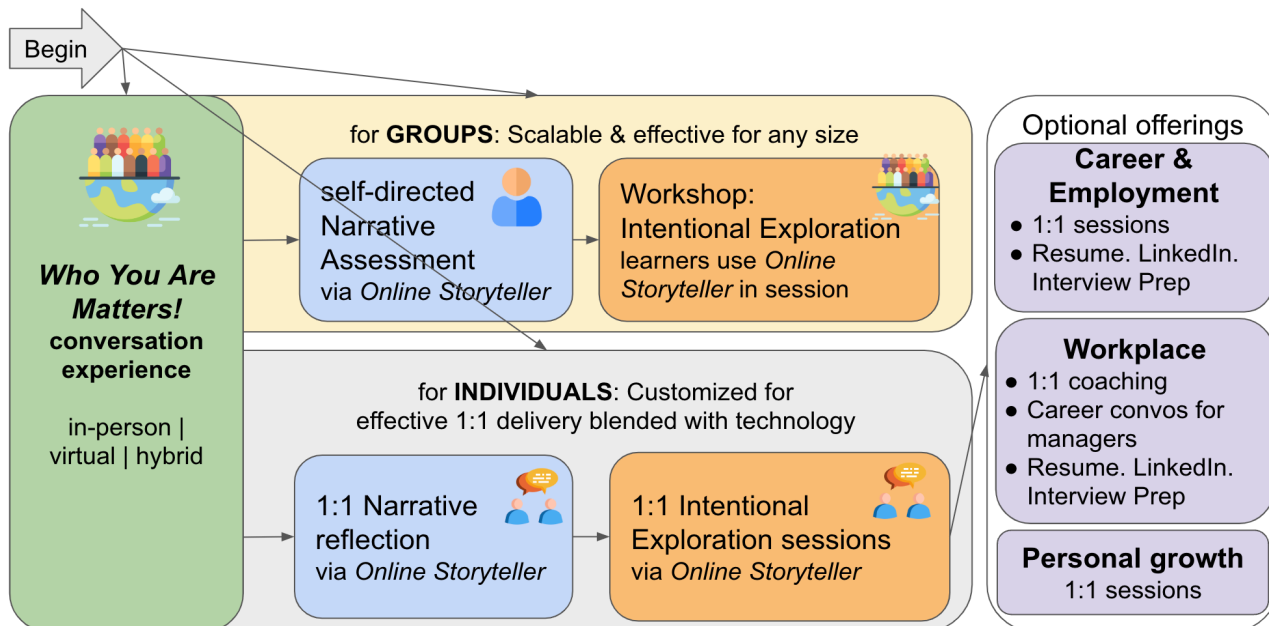 Begin
Who You Are
Matters!
conversation
experience
in-person |
virtual | hybrid
for GROUPS: Scalable & effective for any size
self-directed
Narrative
Assessment
via Online Storyteller
Workshop:
Intentional Exploration
learners use Online
Storyteller in session
for INDIVIDUALS: Customized for
effective 1:1 delivery blended with technology
1:1 Narrative
reflection
via Online Storyteller
1:1 Intentional
Exploration sessions
via Online Storyteller
Optional offerings
Career &
Employment
● 1:1 sessions
● Resume. LinkedIn.
Interview Prep
Workplace
● 1:1 coaching
● Career convos for
managers
● Resume. LinkedIn.
Interview Prep
Personal growth
1:1 sessions